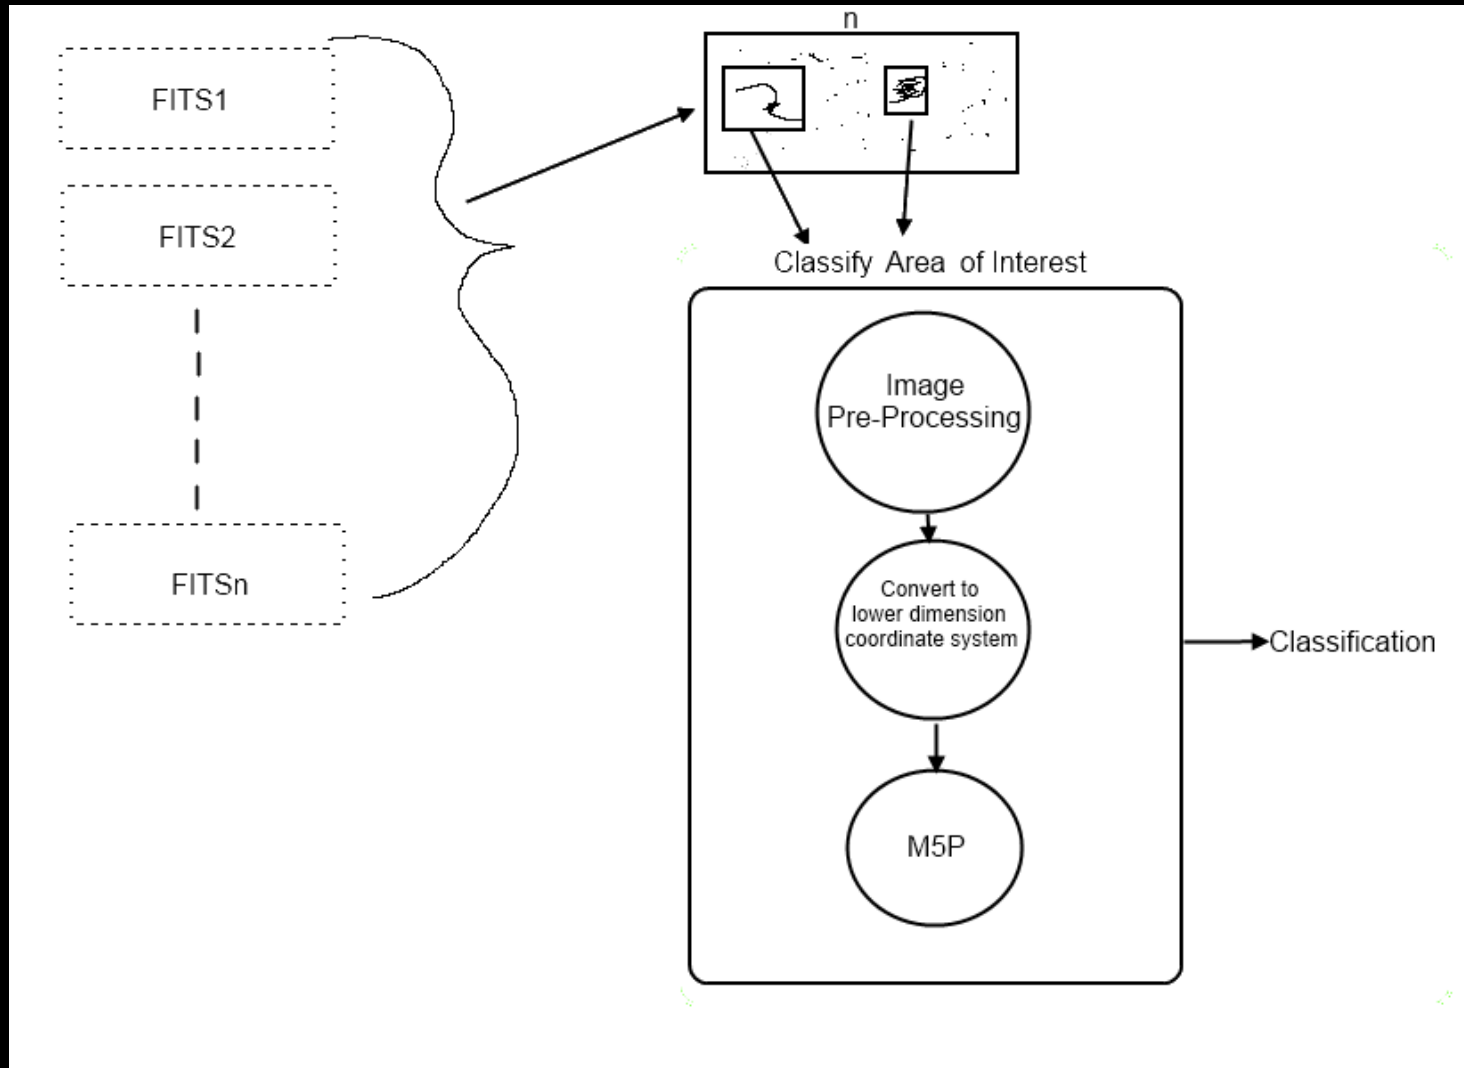 n
FITS1
FITS2
FITSn
Classify Area of Interest
Image
Pre-Processing
Convert to
lower dimension
coordinate system
M5P
Classification